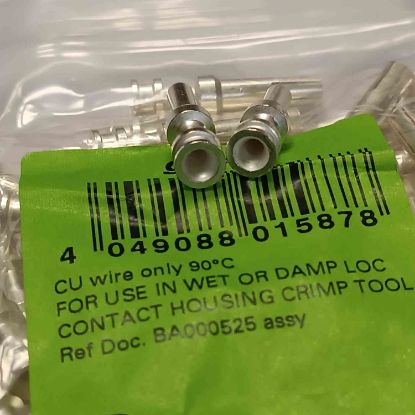 4 049088 015878
CU wire only 90°C
FOR USE IN WET OR DAMP LOC
CONTACT HOUSING CRIMP TOOL
Ref Doc. BA000525 assy